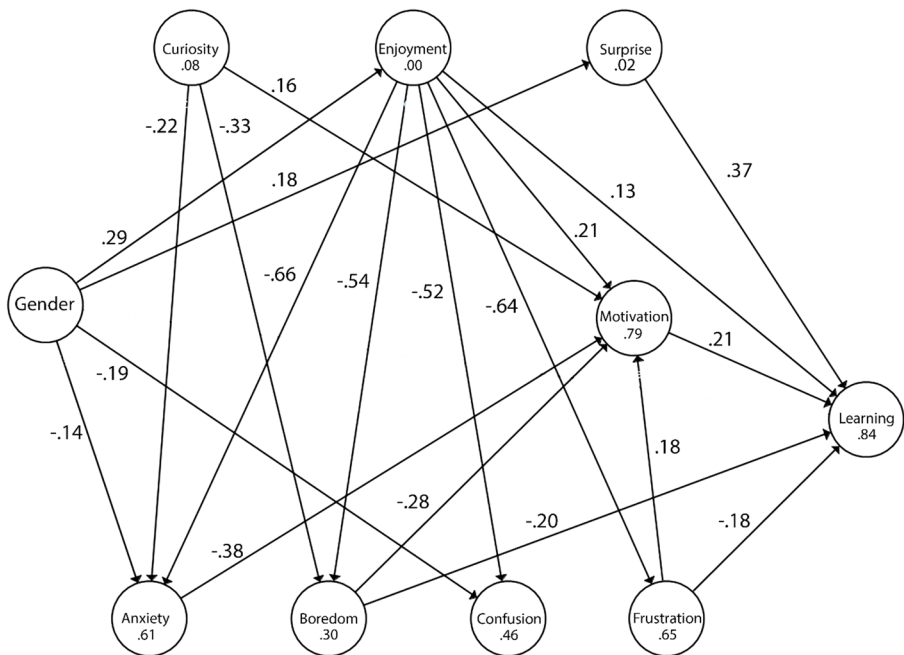 Curiosity
.08
Enjoyment
.00
Surprise
.02
.16
-.22
-.33
.37
.18
.13
.29
.21
-.66
-.54
-.52
-.64
Gender
Motivation
.79
.21
-.19
Learning
.84
-.14
.18
-.28
-.20
-.18
-.38
Anxiety
.61
Boredom
.30
Confusion
.46
Frustration
.65